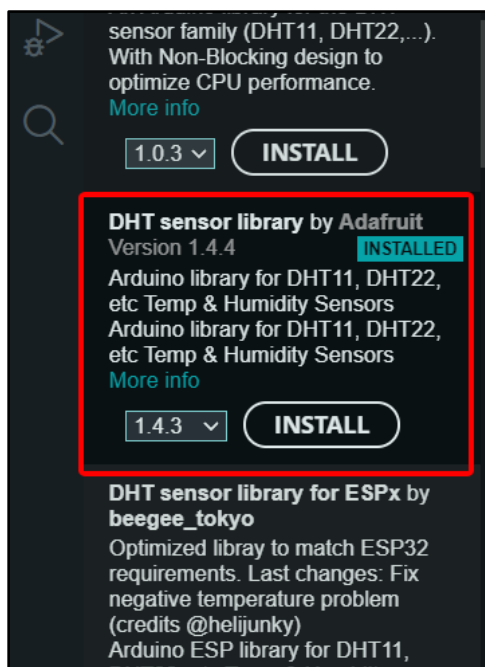 sensor family (DHT11, DHT22,...).
With Non-Blocking design to
optimize CPU performance.
More info
1.0.3 INSTALL
DHT sensor library by Adafruit
Version 1.4.4 INSTALLED
Arduino library for DHT11, DHT22,
etc Temp & Humidity Sensors
Arduino library for DHT11, DHT22,
etc Temp & Humidity Sensors
More info
1.4.3 INSTALL
DHT sensor library for ESPx by
beegee_tokyo
Optimized libray to match ESP32
requirements. Last changes: Fix
negative temperature problem
(credits @helijunky)
Arduino ESP library for DHT11,